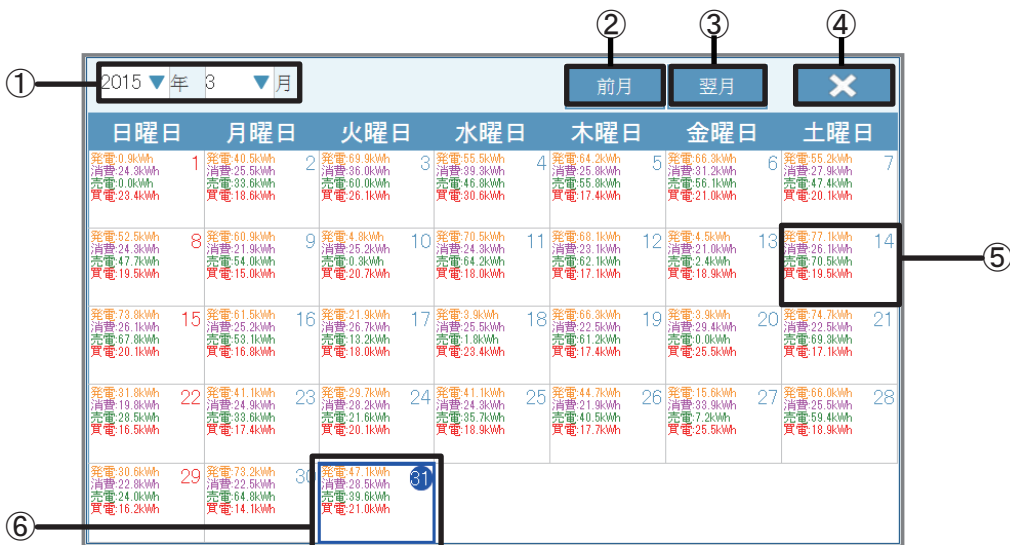 ② ③ ④
① 2015 ▼ 年 3 ▼ 月 前月 翌月 ×
日曜日 月曜日 火曜日 水曜日 木曜日 金曜日 土曜日
発電:0.9kWh 1 発電:40.5kWh 2 発電:69.9kWh 3 発電:55.5kWh 4 発電:64.2kWh 5 発電:66.3kWh 6 発電:55.2kWh 7
消費:24.3kWh 消費:25.5kWh 消費:36.0kWh 消費:39.3kWh 消費:25.8kWh 消費:31.2kWh 消費:27.9kWh
売電:0.0kWh 売電:33.6kWh 売電:60.0kWh 売電:46.8kWh 売電:55.8kWh 売電:56.1kWh 売電:47.4kWh
買電:23.4kWh 買電:18.6kWh 買電:26.1kWh 買電:30.6kWh 買電:17.4kWh 買電:21.0kWh 買電:20.1kWh
発電:52.5kWh 8 発電:60.9kWh 9 発電:4.8kWh 10 発電:70.5kWh 11 発電:68.1kWh 12 発電:4.5kWh 13 発電:77.1kWh 14
消費:24.3kWh 消費:21.9kWh 消費:25.2kWh 消費:24.3kWh 消費:23.1kWh 消費:21.0kWh 消費:26.1kWh ⑤
売電:47.7kWh 売電:54.0kWh 売電:0.3kWh 売電:64.2kWh 売電:62.1kWh 売電:2.4kWh 売電:70.5kWh
買電:19.5kWh 買電:15.0kWh 買電:20.7kWh 買電:18.0kWh 買電:17.1kWh 買電:18.9kWh 買電:19.5kWh
発電:73.8kWh 15 発電:61.5kWh 16 発電:21.9kWh 17 発電:3.9kWh 18 発電:66.3kWh 19 発電:3.9kWh 20 発電:74.7kWh 21
消費:26.1kWh 消費:25.2kWh 消費:26.7kWh 消費:25.5kWh 消費:22.5kWh 消費:29.4kWh 消費:22.5kWh
売電:67.8kWh 売電:53.1kWh 売電:13.2kWh 売電:1.8kWh 売電:61.2kWh 売電:0.0kWh 売電:69.3kWh
買電:20.1kWh 買電:16.8kWh 買電:18.0kWh 買電:23.4kWh 買電:17.4kWh 買電:25.5kWh 買電:17.1kWh
発電:31.8kWh 22 発電:41.1kWh 23 発電:29.7kWh 24 発電:41.1kWh 25 発電:44.7kWh 26 発電:15.6kWh 27 発電:66.0kWh 28
消費:19.8kWh 消費:24.9kWh 消費:28.2kWh 消費:24.3kWh 消費:21.9kWh 消費:33.9kWh 消費:25.5kWh
売電:28.5kWh 売電:33.6kWh 売電:21.6kWh 売電:35.7kWh 売電:40.5kWh 売電:7.2kWh 売電:59.4kWh
買電:16.5kWh 買電:17.4kWh 買電:20.1kWh 買電:18.9kWh 買電:17.7kWh 買電:25.5kWh 買電:18.9kWh
発電:30.6kWh 29 発電:73.2kWh 30 発電:47.1kWh 31
消費:22.8kWh 消費:22.5kWh 消費:28.5kWh
売電:24.0kWh 売電:64.8kWh 売電:39.6kWh
買電:16.2kWh 買電:14.1kWh 買電:21.0kWh
⑥